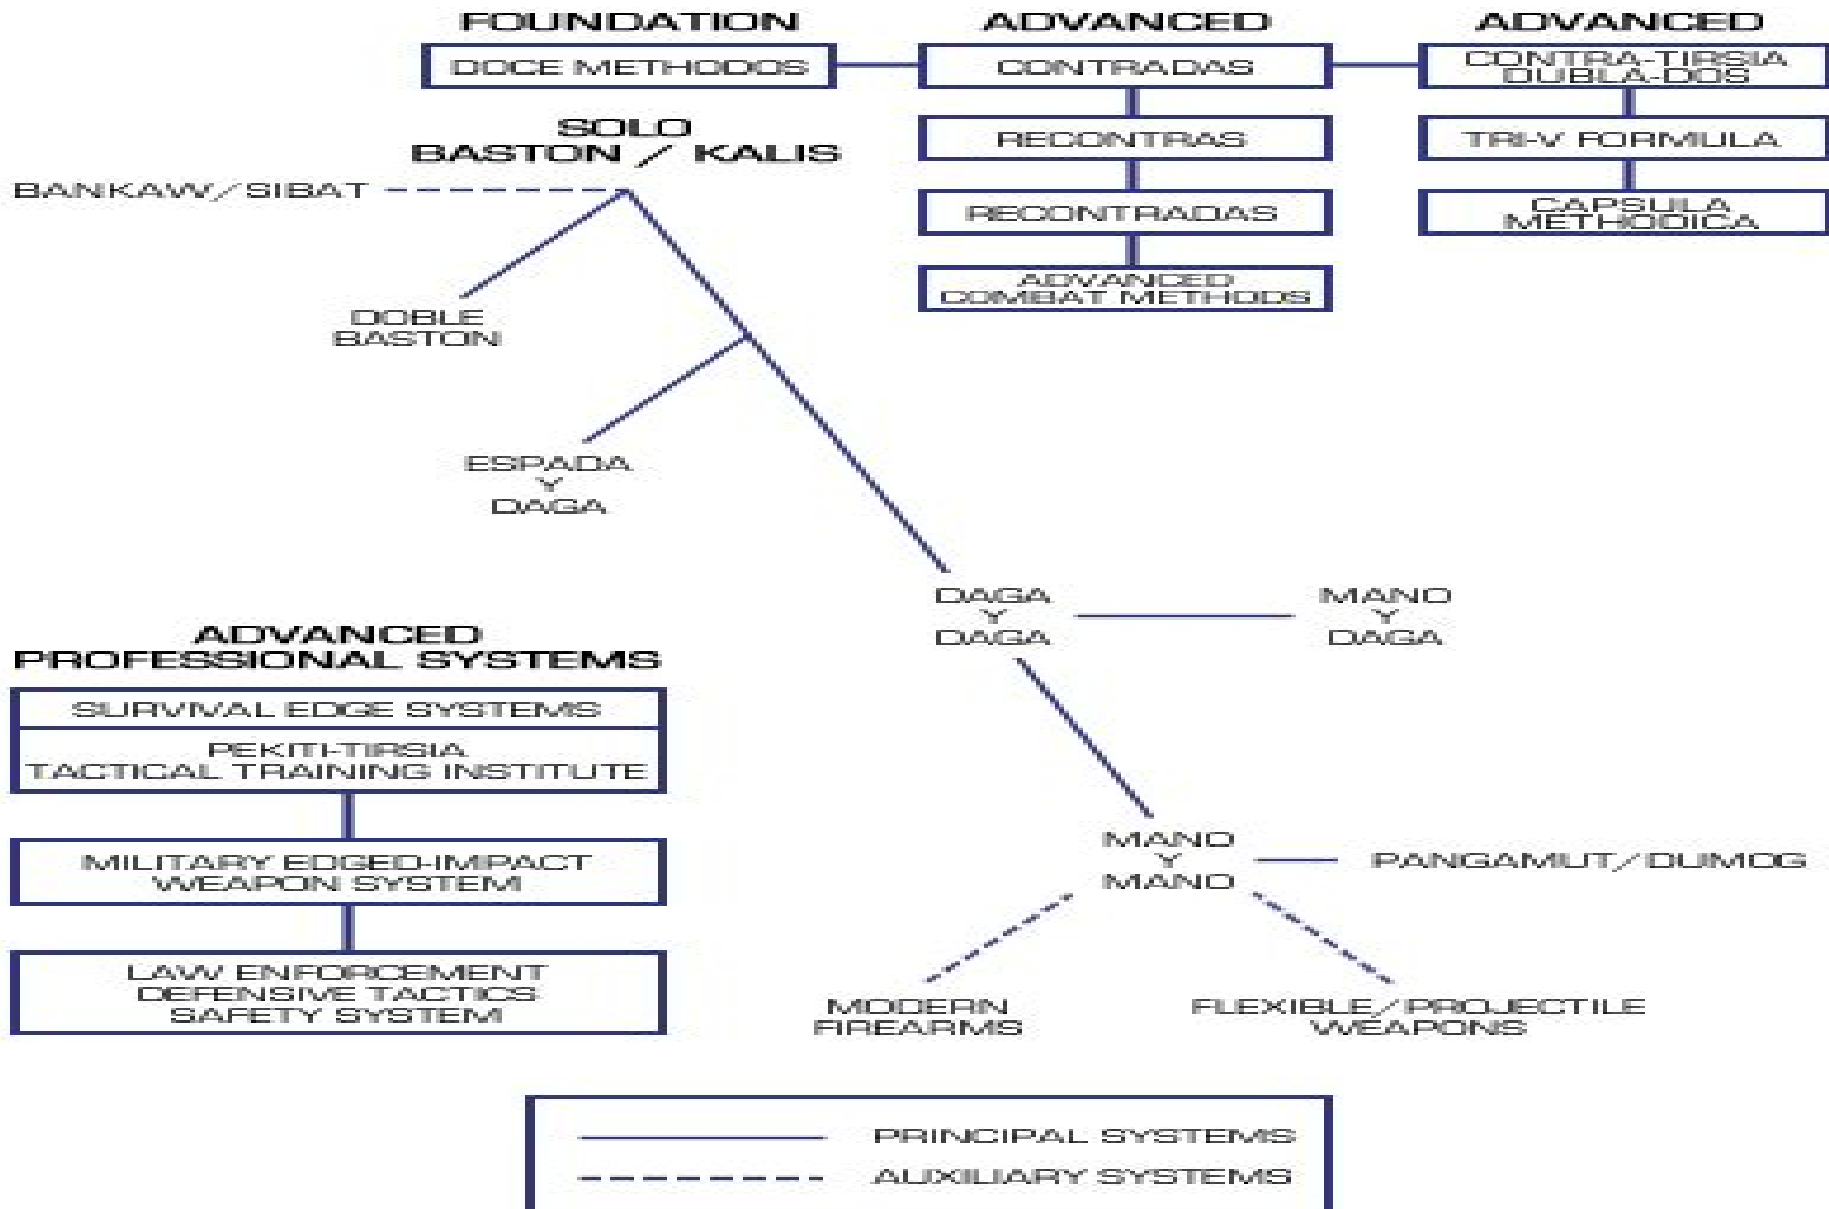 FOUNDATION
ADVANCED
ADVANCED
DOCE METHODOS
CONTRADAS
CONTRA-TIRSIA
DUBLA-DOS
SOLO
BASTON / KALIS
RECONTRAS
TRI-V FORMULA
BANKAW/SIBAT
RECONTRADAS
CAPSULA
METHODICA
ADVANCED
COMBAT METHODS
DOBLE
BASTON
ESPADA
Y
DAGA
DAGA
Y
DAGA
MANO
Y
DAGA
ADVANCED
PROFESSIONAL SYSTEMS
SURVIVAL EDGE SYSTEMS
PEKITI-TIRSIA
TACTICAL TRAINING INSTITUTE
MILITARY EDGED-IMPACT
WEAPON SYSTEM
LAW ENFORCEMENT
DEFENSIVE TACTICS
SAFETY SYSTEM
MANO
Y
MANO
PANGAMUT/DUMOG
MODERN
FIREARMS
FLEXIBLE/PROJECTILE
WEAPONS
PRINCIPAL SYSTEMS
AUXILIARY SYSTEMS